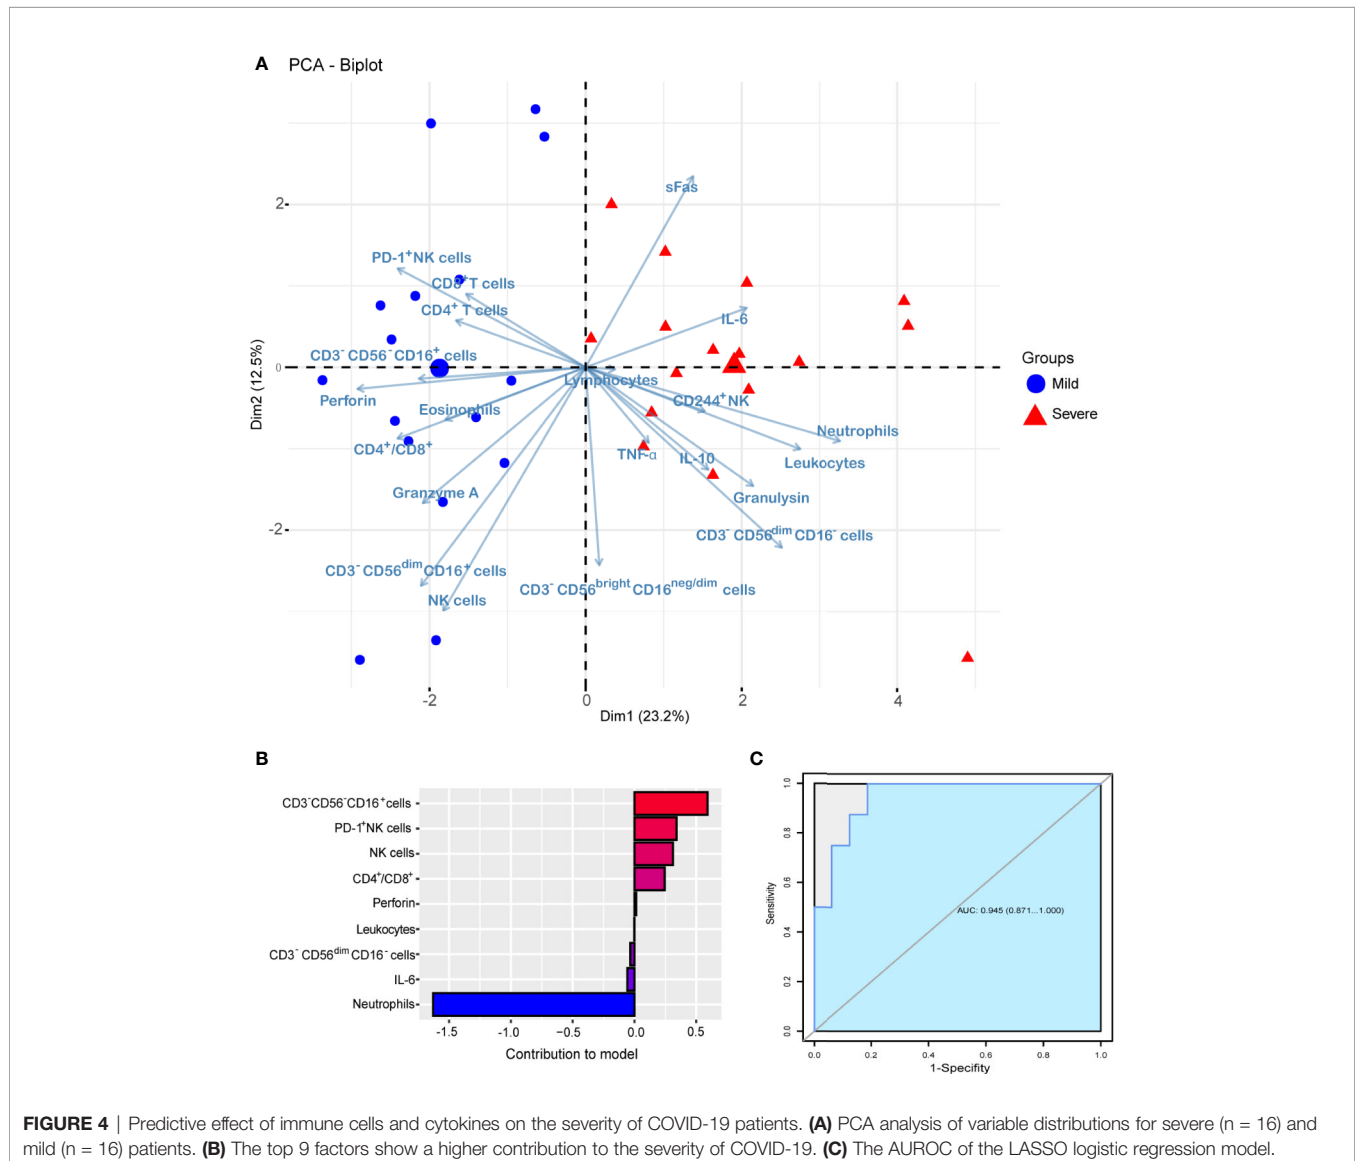 A PCA - Biplot
sFas
2
PD-1⁺NK cells
CD8⁺T cells
CD4⁺ T cells
IL-6
Groups
Mild
Severe
CD3⁻CD56⁻CD16⁺cells
0
Lymphocytes
Perforin
Eosinophils
CD244⁺NK
Neutrophils
CD4⁺/CD8⁺
TNF-α
IL-10
Leukocytes
Granzyme A
Granulysin
-2
CD3⁻ CD56ᵈⁱᵐ CD16⁻ cells
CD3⁻ CD56ᵈⁱᵐCD16⁺ cells
CD3⁻ CD56ᵇʳⁱᵍʰᵗ CD16ⁿᵉᵍ/ᵈⁱᵐ cells
NK cells
Dim2 (12.5%)
-2 0 2 4
Dim1 (23.2%)
B
CD3⁻CD56⁻CD16⁺cells
PD-1⁺NK cells
NK cells
CD4⁺/CD8⁺
Perforin
Leukocytes
CD3⁻ CD56ᵈⁱᵐ CD16⁻ cells
IL-6
Neutrophils
-1.5 -1.0 -0.5 0.0 0.5
Contribution to model
C
Sensitivity
1.0
0.8
0.6
0.4
0.2
0.0
AUC: 0.945 (0.871...1.000)
0.0 0.2 0.4 0.6 0.8 1.0
1-Specifity
FIGURE 4 | Predictive effect of immune cells and cytokines on the severity of COVID-19 patients. (A) PCA analysis of variable distributions for severe (n = 16) and
mild (n = 16) patients. (B) The top 9 factors show a higher contribution to the severity of COVID-19. (C) The AUROC of the LASSO logistic regression model.